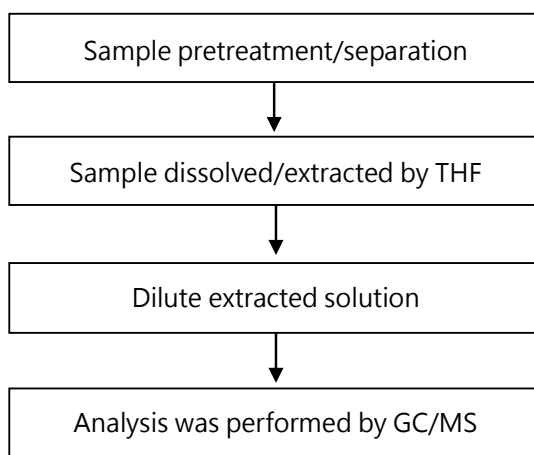 Sample pretreatment/separation
Sample dissolved/extracted by THF
Dilute extracted solution
Analysis was performed by GC/MS